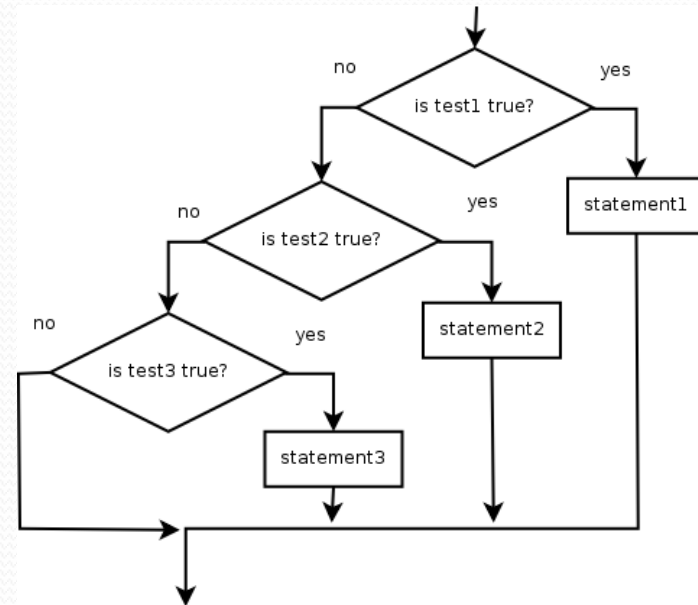 no
yes
is test1 true?
statement1
no
yes
is test2 true?
statement2
no
yes
is test3 true?
statement3